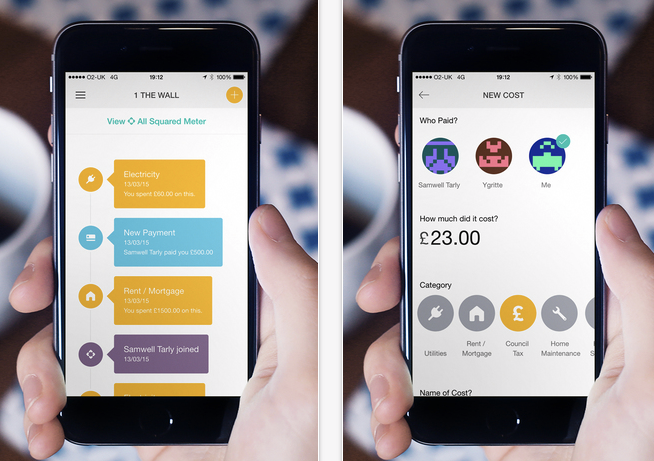 O2-UK 4G 19:12 100%
1 THE WALL
View All Squared Meter
Electricity
13/03/15
You spent £60.00 on this.
New Payment
13/03/15
Samwell Tarly paid you £500.00
Rent / Mortgage
13/03/15
You spent £1000.00 on this.
Samwell Tarly joined
13/03/15
O2-UK 4G 19:12 100%
NEW COST
Who Paid?
Samwell Tarly Ygritte Me
How much did it cost?
£23.00
Category
£
Utilities Rent / Mortgage Council Tax Home Maintenance
Name of Cost?